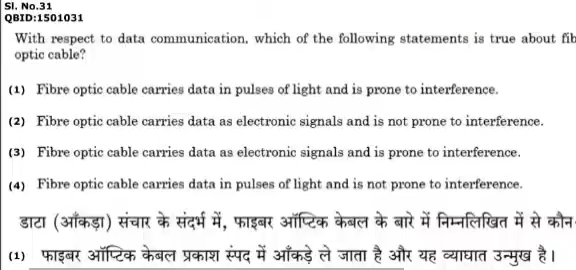 Sl. No.31
QBID:1501031
With respect to data communication, which of the following statements is true about fib
optic cable?
(1) Fibre optic cable carries data in pulses of light and is prone to interference.
(2) Fibre optic cable carries data as electronic signals and is not prone to interference.
(3) Fibre optic cable carries data as electronic signals and is prone to interference.
(4) Fibre optic cable carries data in pulses of light and is not prone to interference.
डाटा (आँकड़ा) संचार के संदर्भ में, फाइबर ऑप्टिक केबल के बारे में निम्नलिखित में से कौन
(1) फाइबर ऑप्टिक केबल प्रकाश स्पंद में आँकड़े ले जाता है और यह व्याघात उन्मुख है।